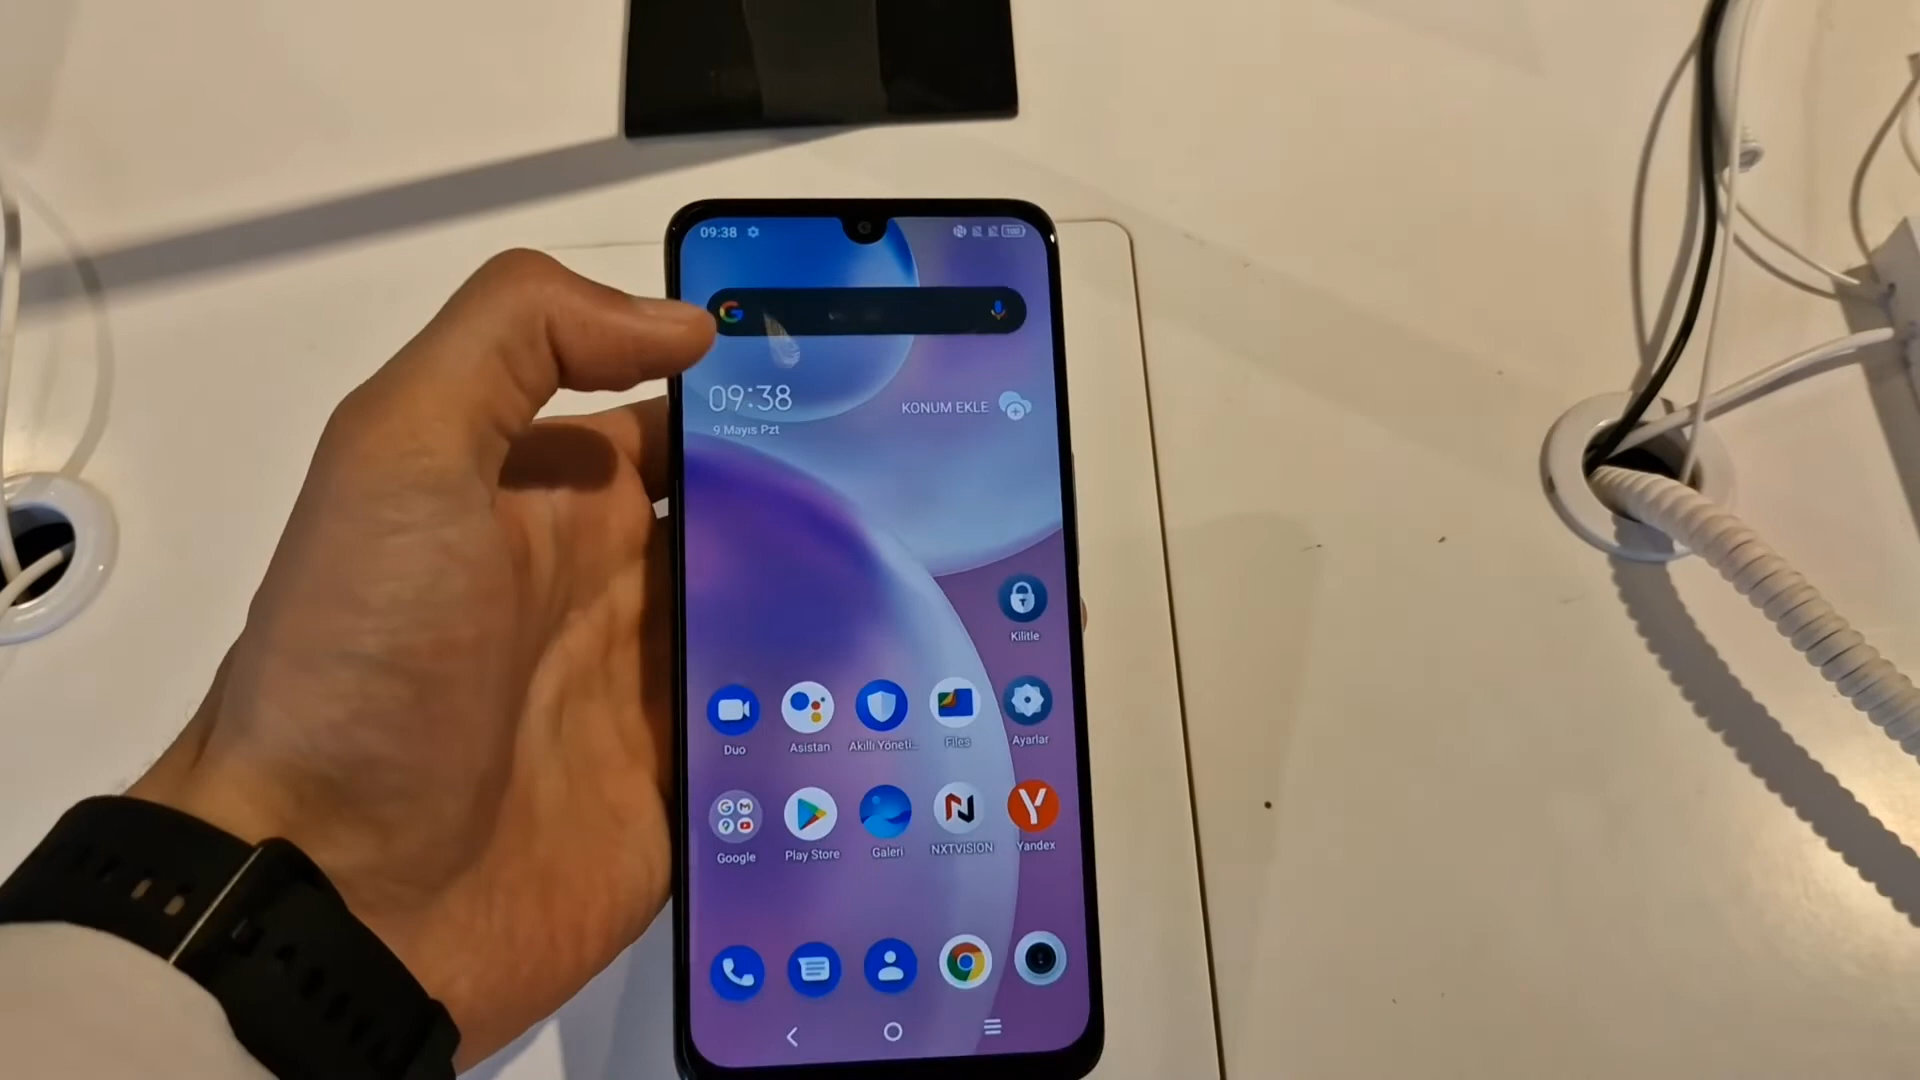 09:38
100
09:38
KONUM EKLE
9 Mayıs Pzt
Kilitle
Duo
Asistan
Akıllı Yöneti...
Files
Ayarlar
Google
Play Store
Galeri
NXTVISION
Yandex